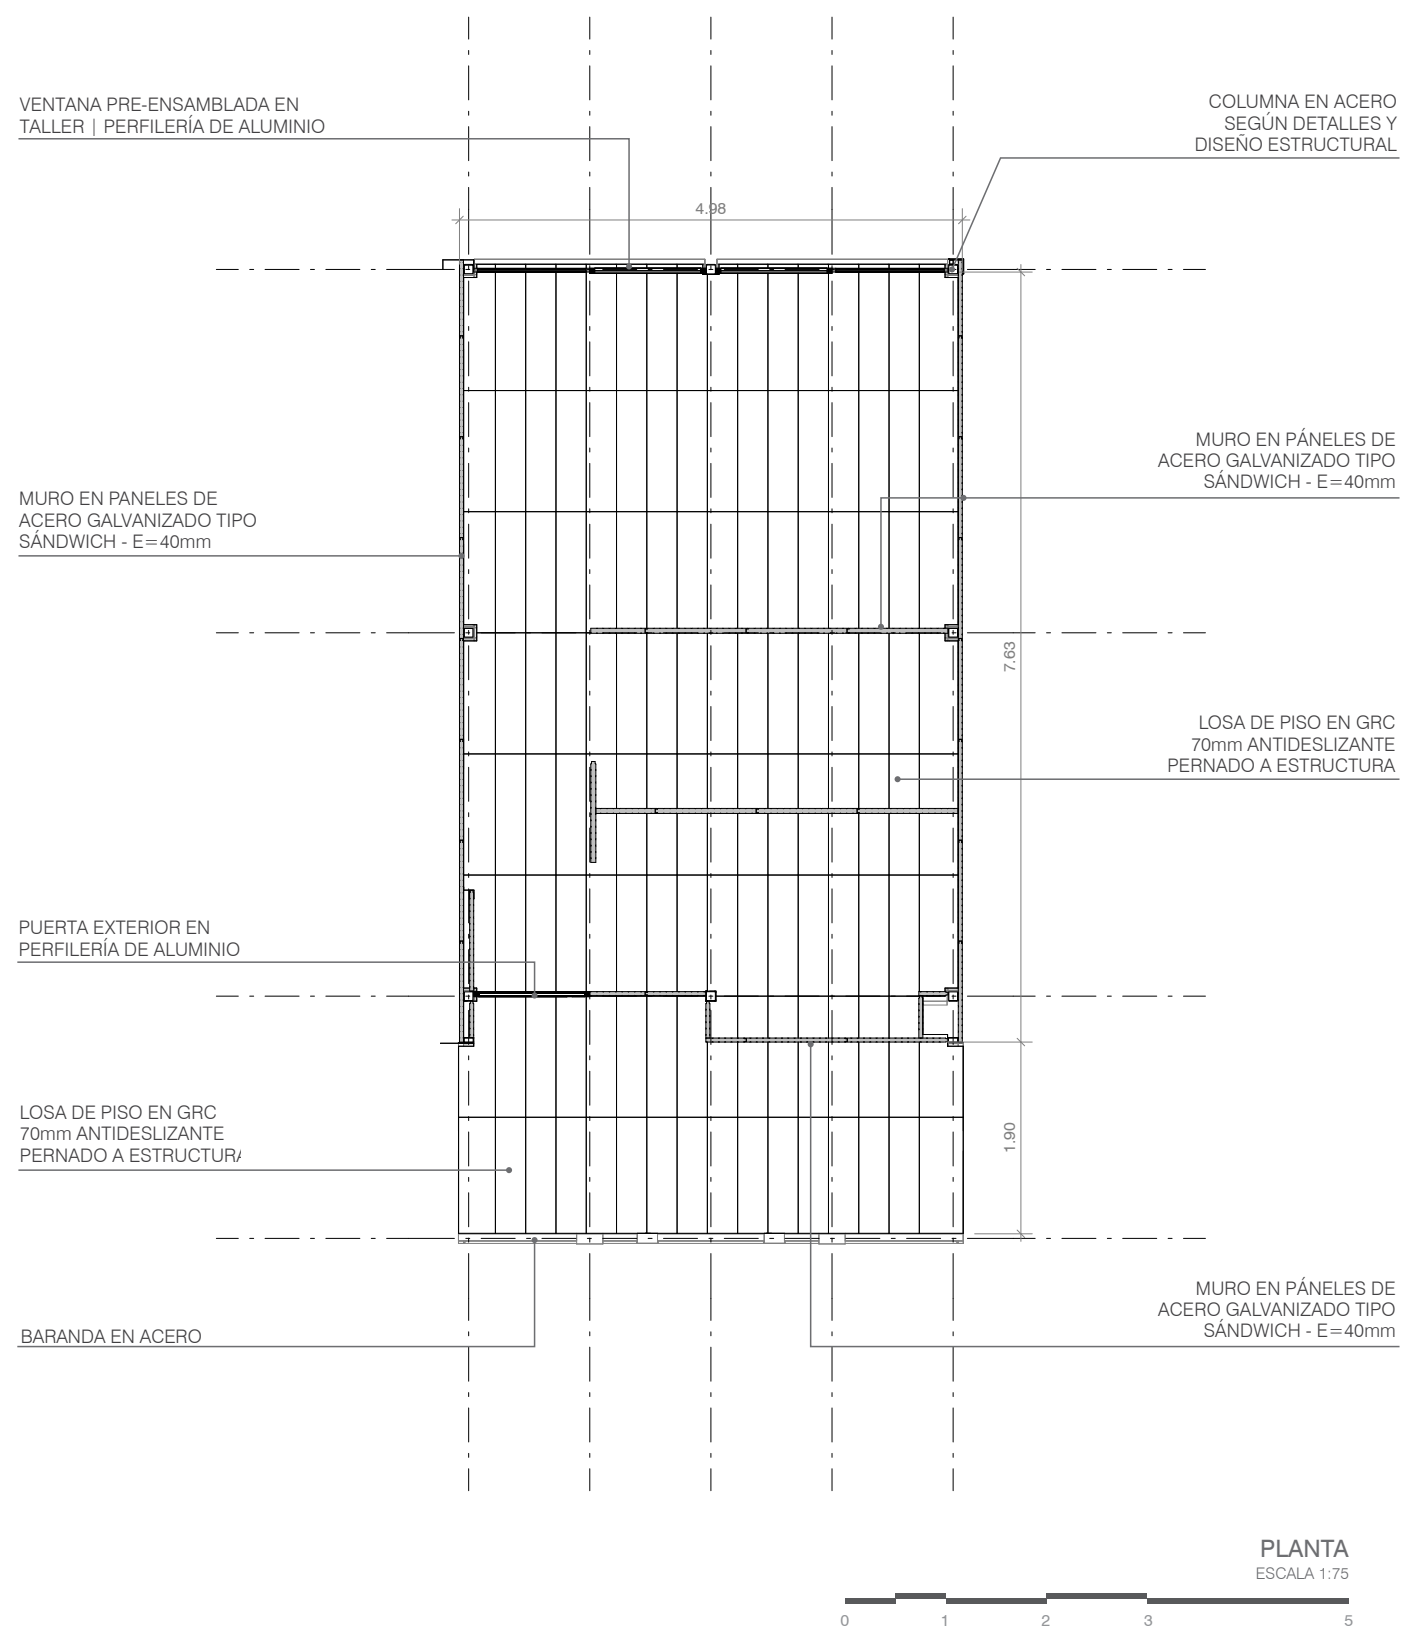 VENTANA PRE-ENSAMBLADA EN
TALLER | PERFILERÍA DE ALUMINIO
COLUMNA EN ACERO
SEGÚN DETALLES Y
DISEÑO ESTRUCTURAL
4.98
MURO EN PÁNELES DE
ACERO GALVANIZADO TIPO
SÁNDWICH - E=40mm
MURO EN PANELES DE
ACERO GALVANIZADO TIPO
SÁNDWICH - E=40mm
7.63
LOSA DE PISO EN GRC
70mm ANTIDESLIZANTE
PERNADO A ESTRUCTURA
PUERTA EXTERIOR EN
PERFILERÍA DE ALUMINIO
LOSA DE PISO EN GRC
70mm ANTIDESLIZANTE
PERNADO A ESTRUCTURA
1.90
MURO EN PÁNELES DE
ACERO GALVANIZADO TIPO
SÁNDWICH - E=40mm
BARANDA EN ACERO
PLANTA
ESCALA 1:75
0 1 2 3 5